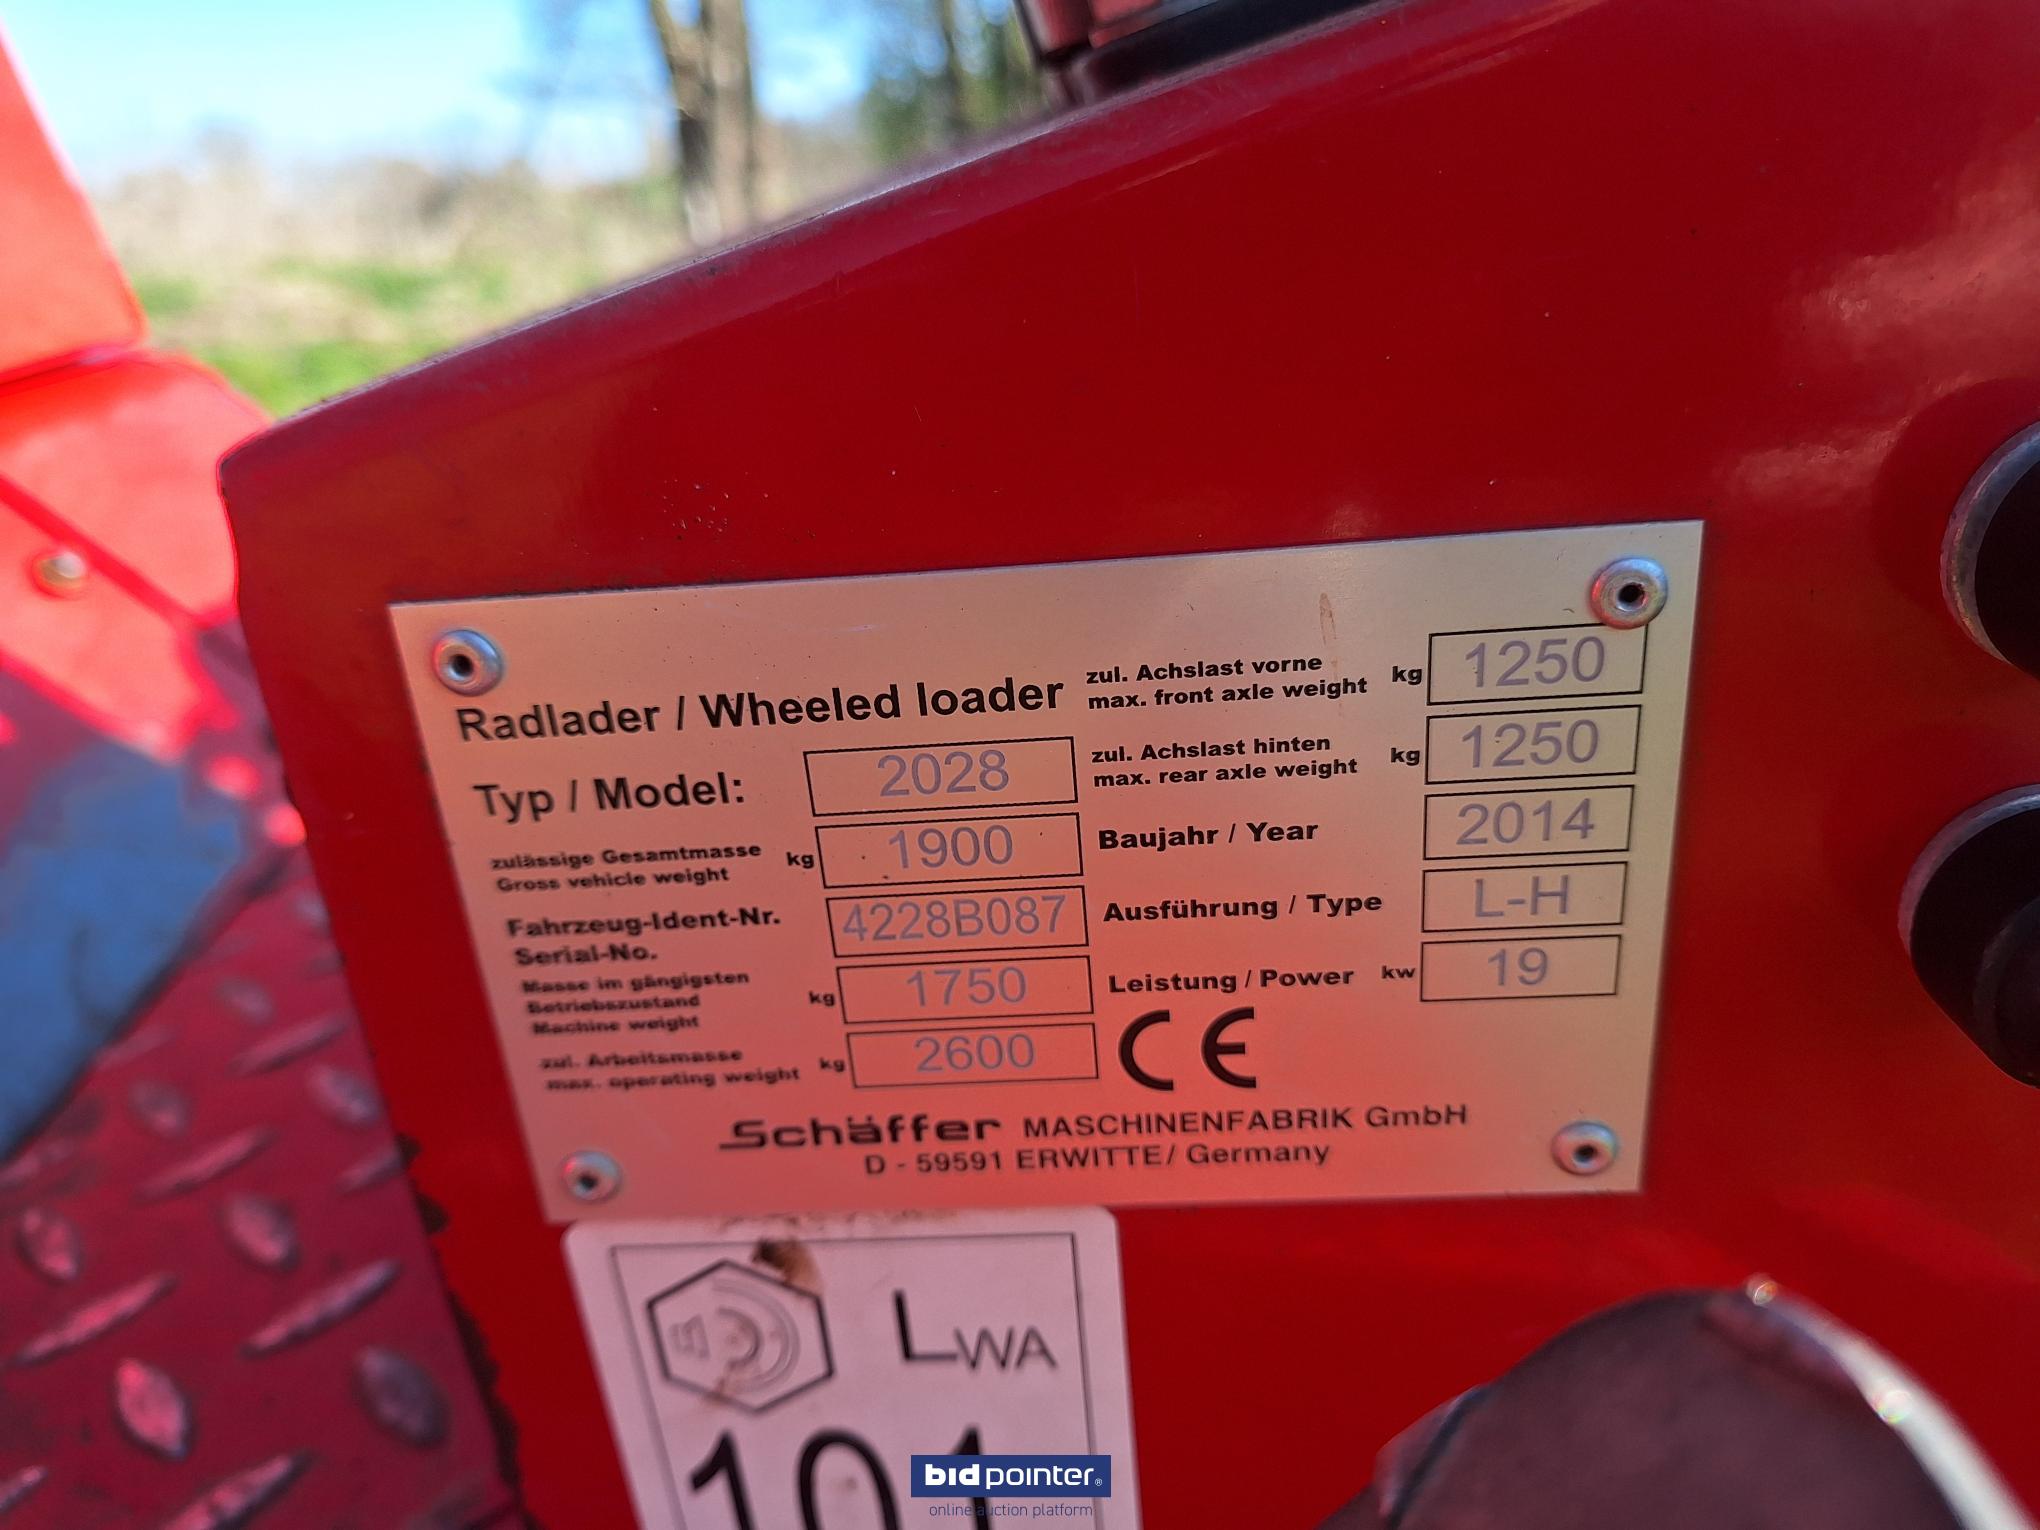 Radlader / Wheeled loader
Typ / Model: 2028
zulässige Gesamtmasse
Gross vehicle weight kg 1900
Fahrzeug-Ident-Nr.
Serial-No. 4228B087
Masse im gängigsten
Betriebszustand
Machine weight kg 1750
zul. Arbeitsmasse
max. operating weight kg 2600
zul. Achslast vorne
max. front axle weight kg 1250
zul. Achslast hinten
max. rear axle weight kg 1250
Baujahr / Year 2014
Ausführung / Type L-H
Leistung / Power kw 19
CE
Schäffer MASCHINENFABRIK GmbH
D - 59591 ERWITTE / Germany
LWA
101
bidpointer®
online auction platform